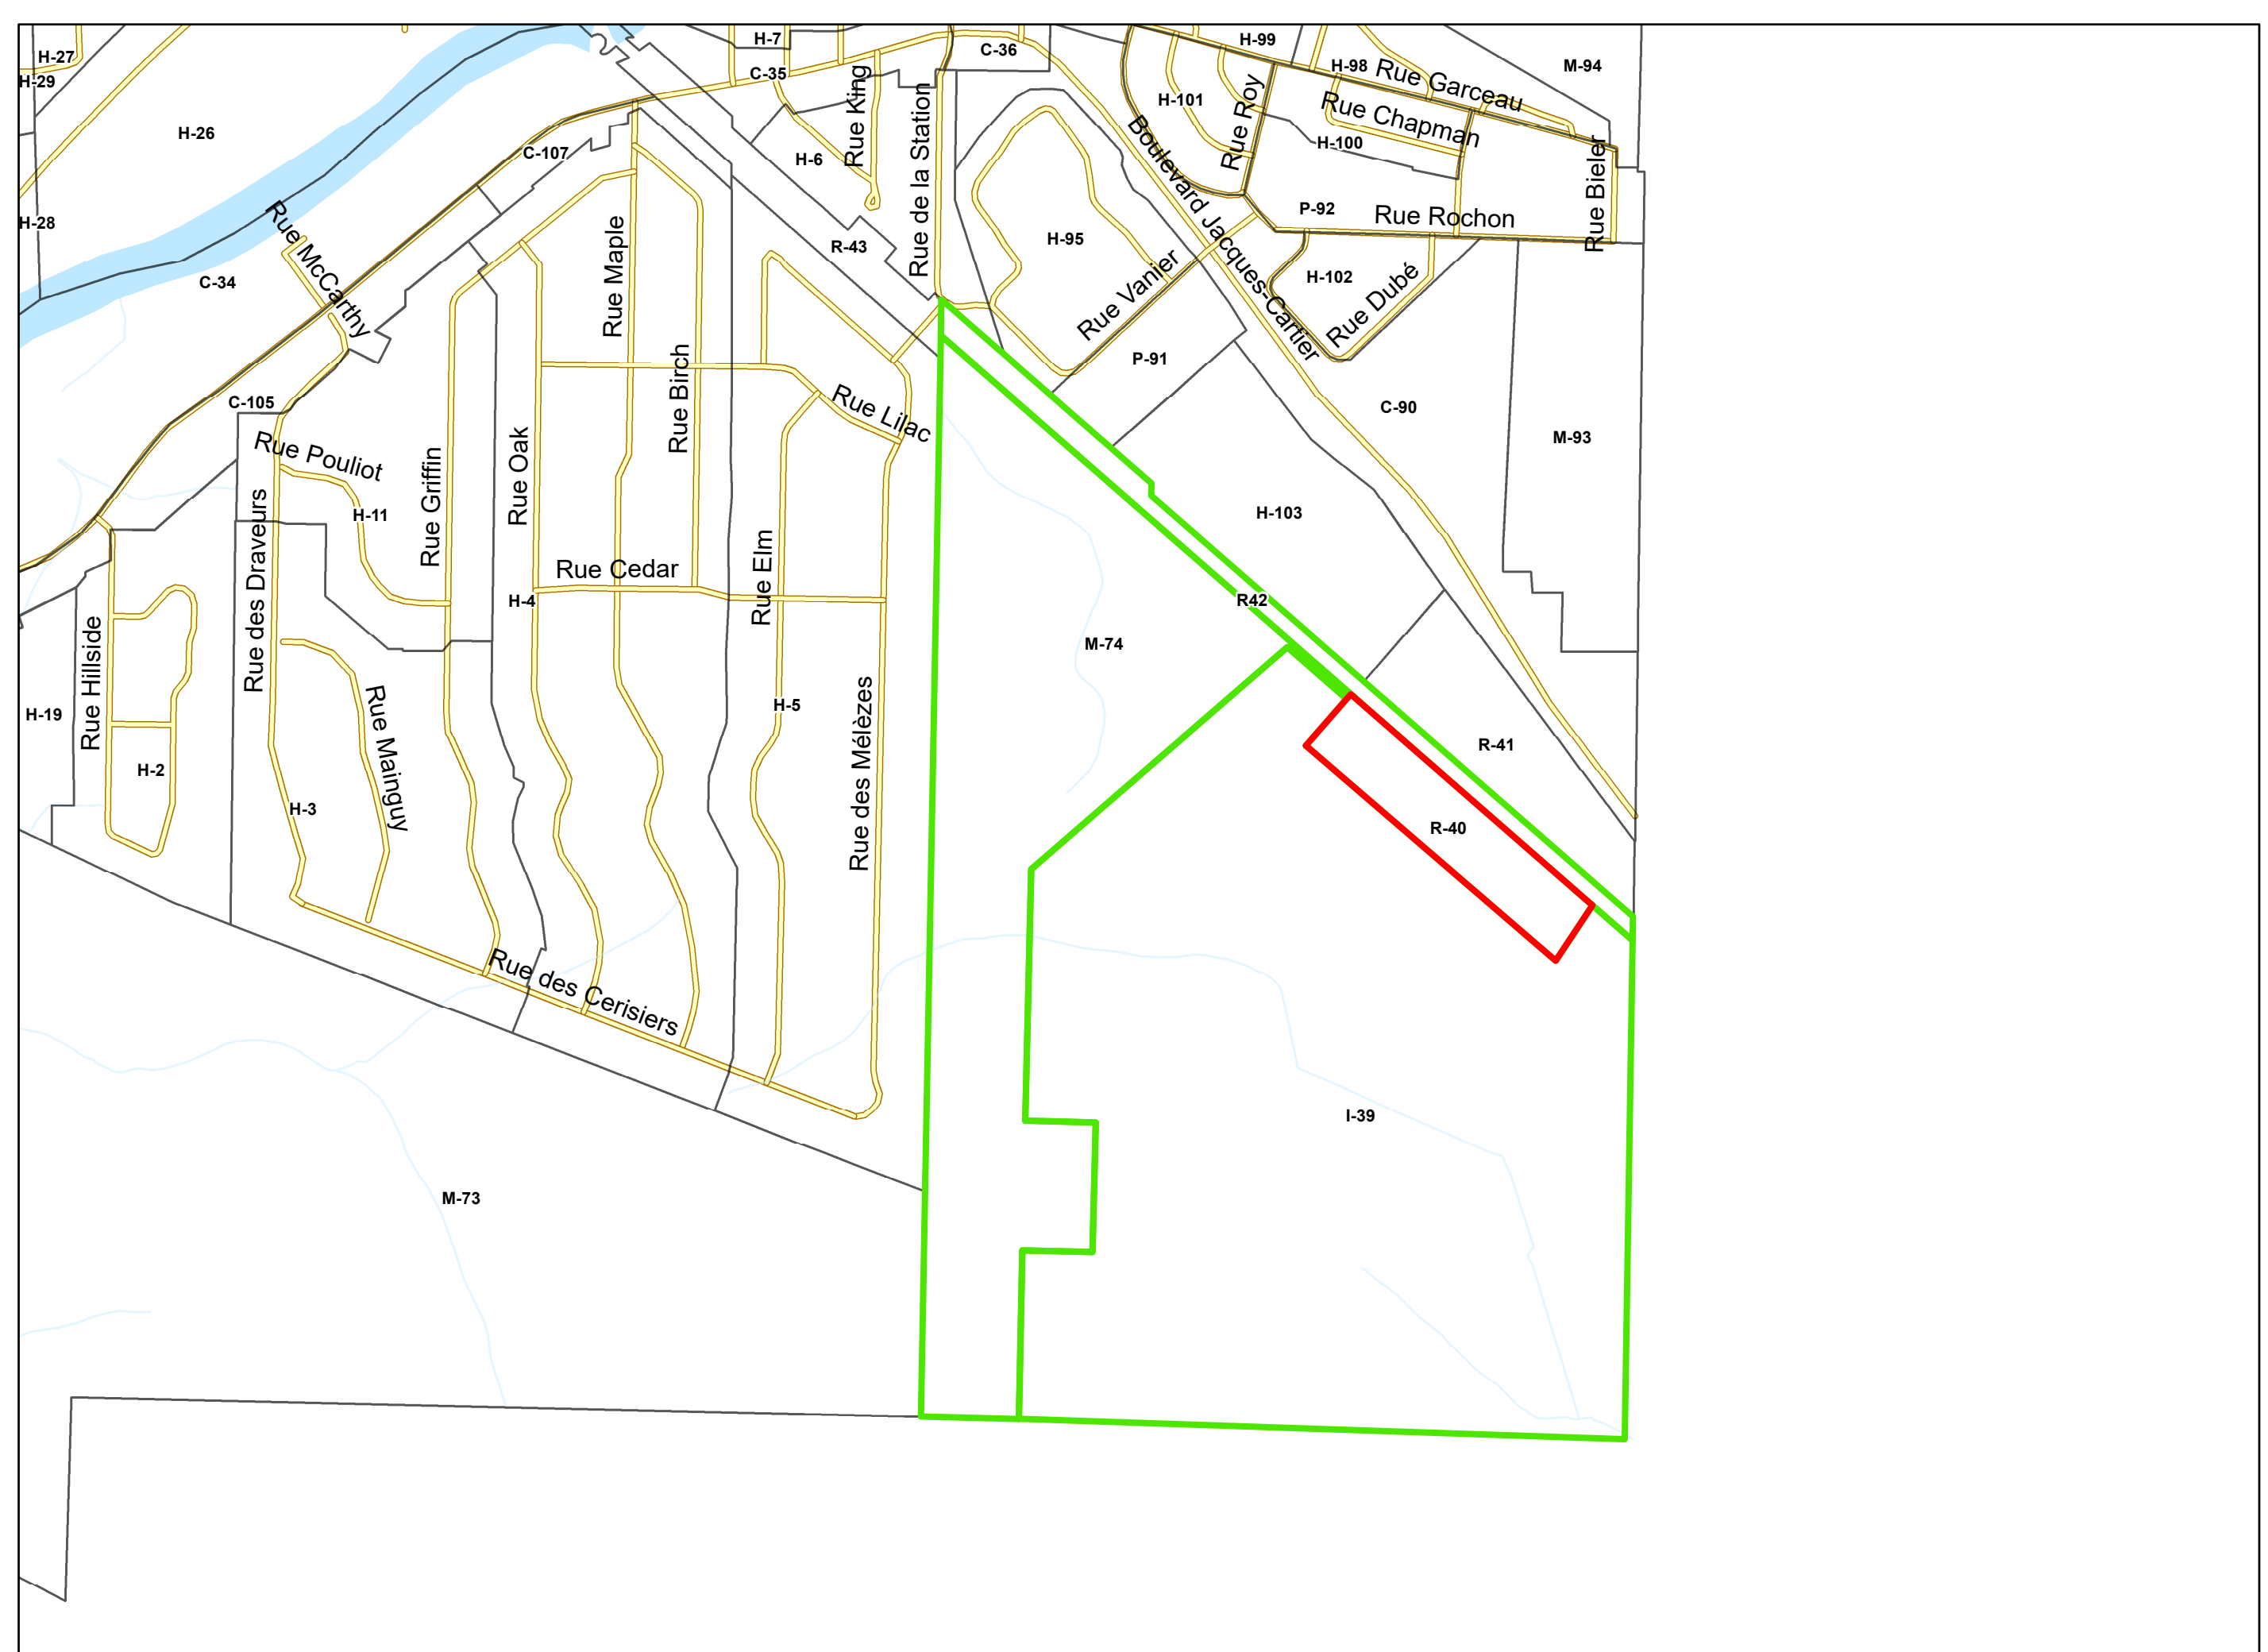 H-7
H-99
C-36
H-27
H-98
M-94
C-35
Rue Garceau
H-29
H-101
Rue Roy
Rue Chapman
Rue King
H-26
H-100
C-107
H-6
Rue de la Station
Boulevard Jacques-Cartier
Rue Bieler
H-28
P-92
Rue Rochon
Rue McCarthy
R-43
H-95
Rue Maple
C-34
H-102
Rue Vanier
Rue Dubé
P-91
Rue Birch
C-105
Rue Lilac
C-90
M-93
Rue Pouliot
Rue Oak
Rue Griffin
H-11
H-103
Rue des Draveurs
Rue Cedar
Rue Elm
H-4
R42
M-74
Rue Hillside
H-19
H-5
Rue Mainguy
Rue des Mélèzes
R-41
H-2
H-3
R-40
Rue des Cerisiers
I-39
M-73